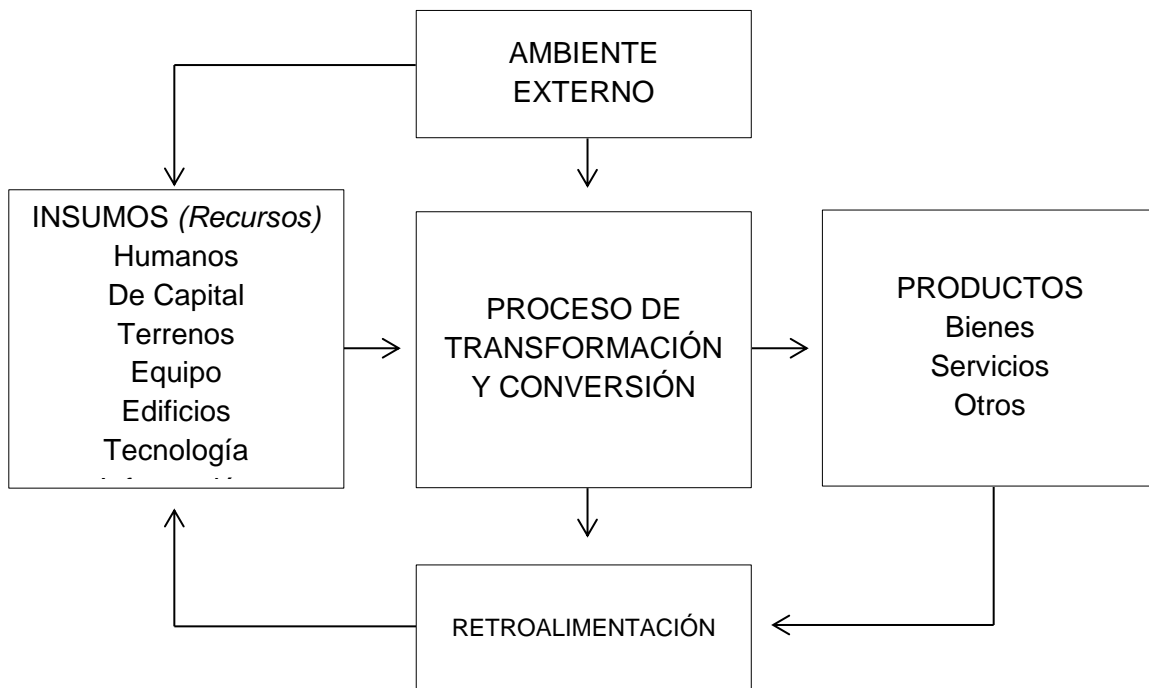 AMBIENTE
EXTERNO
INSUMOS (Recursos)
Humanos
De Capital
Terrenos
Equipo
Edificios
Tecnología
PROCESO DE
TRANSFORMACIÓN
Y CONVERSIÓN
PRODUCTOS
Bienes
Servicios
Otros
RETROALIMENTACIÓN